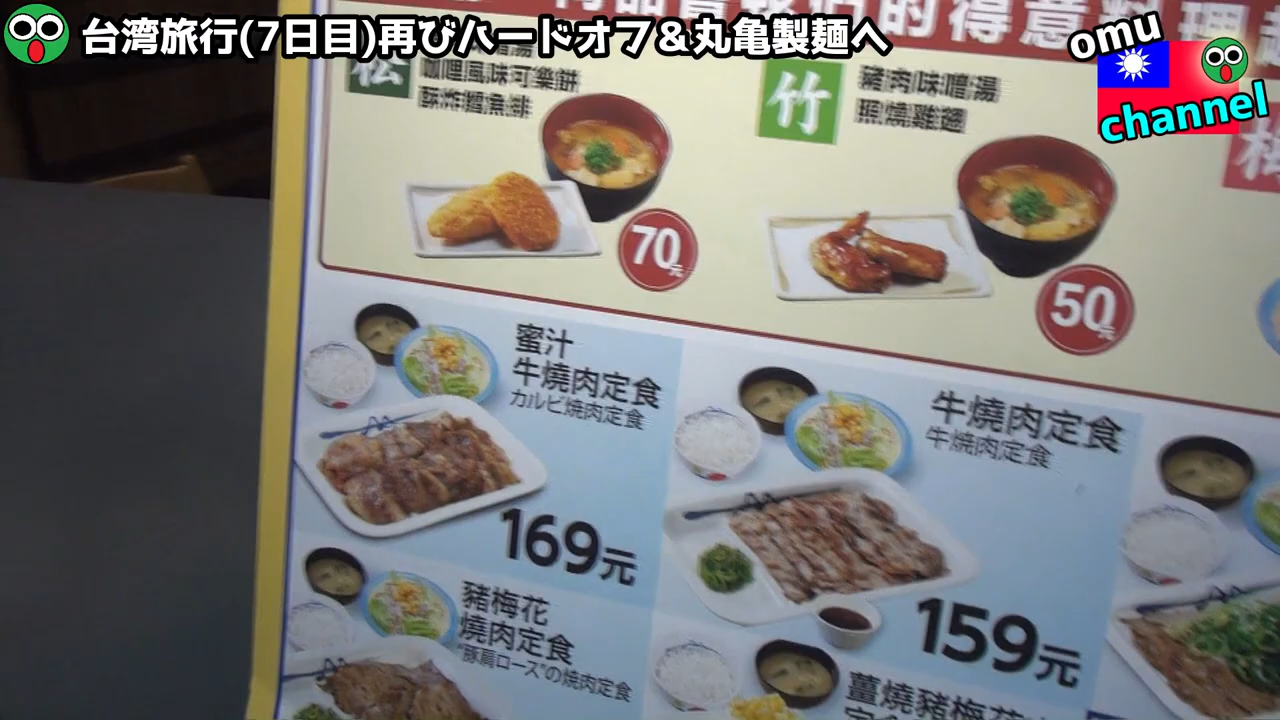 台湾旅行(7日目)再びハードオフ&丸亀製麺へ
omu
channel
的得意料理
松
咖哩風味可樂餅
酥炸鱈魚排
70元
竹
豬肉味噌湯
照燒雞翅
50元
蜜汁
牛燒肉定食
カルビ焼肉定食
169元
牛燒肉定食
牛焼肉定食
159元
豬梅花
燒肉定食
"豚肩ロース"の焼肉定食
薑燒豬梅花